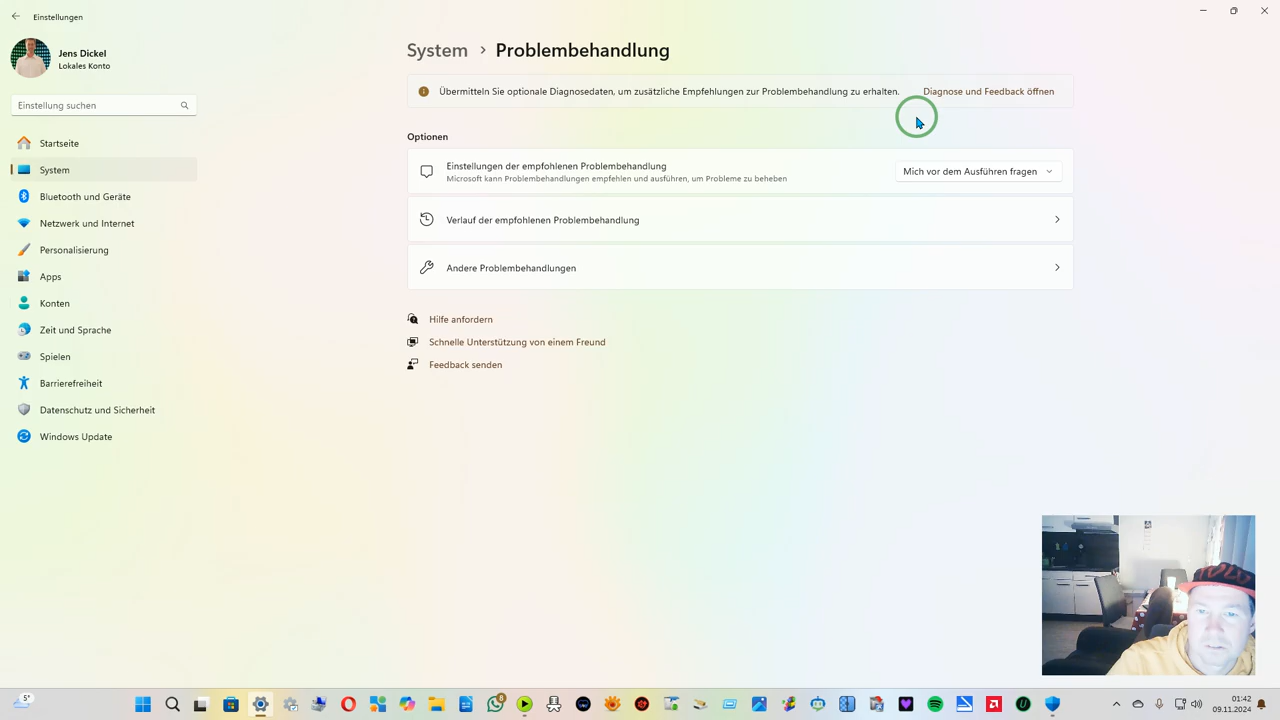 Einstellungen
Jens Dickel
Lokales Konto
Einstellung suchen
Startseite
System
Bluetooth und Geräte
Netzwerk und Internet
Personalisierung
Apps
Konten
Zeit und Sprache
Spielen
Barrierefreiheit
Datenschutz und Sicherheit
Windows Update
System > Problembehandlung
Übermitteln Sie optionale Diagnosedaten, um zusätzliche Empfehlungen zur Problembehandlung zu erhalten. Diagnose und Feedback öffnen
Optionen
Einstellungen der empfohlenen Problembehandlung
Microsoft kann Problembehandlungen empfehlen und ausführen, um Probleme zu beheben
Mich vor dem Ausführen fragen
Verlauf der empfohlenen Problembehandlung
Andere Problembehandlungen
Hilfe anfordern
Schnelle Unterstützung von einem Freund
Feedback senden
5°
8
01:42
09.11.2024